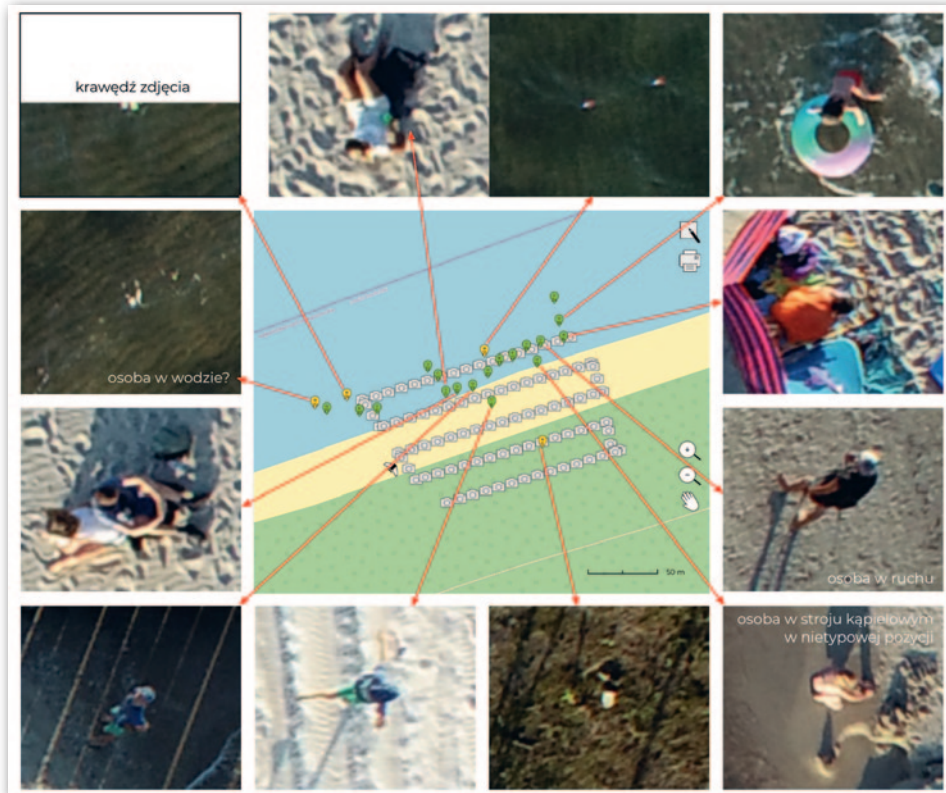 krawędź zdjęcia
osoba w wodzie?
osoba w ruchu
50 m
osoba w stroju kąpielowym
w nietypowej pozycji